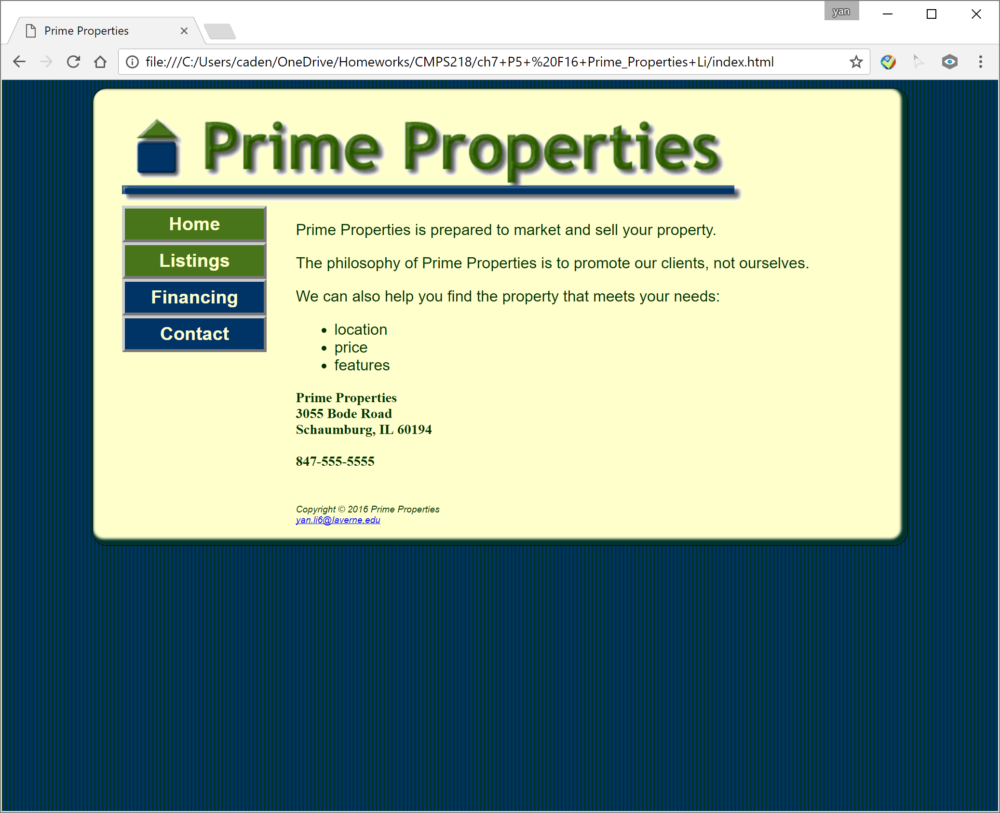 yan
Prime Properties
file:///C:/Users/caden/OneDrive/Homeworks/CMPS218/ch7+P5+%20F16+Prime_Properties+Li/index.html
Prime Properties
Home
Listings
Financing
Contact
Prime Properties is prepared to market and sell your property.
The philosophy of Prime Properties is to promote our clients, not ourselves.
We can also help you find the property that meets your needs:
• location
• price
• features
Prime Properties
3055 Bode Road
Schaumburg, IL 60194
847-555-5555
Copyright © 2016 Prime Properties
yan.li6@laverne.edu